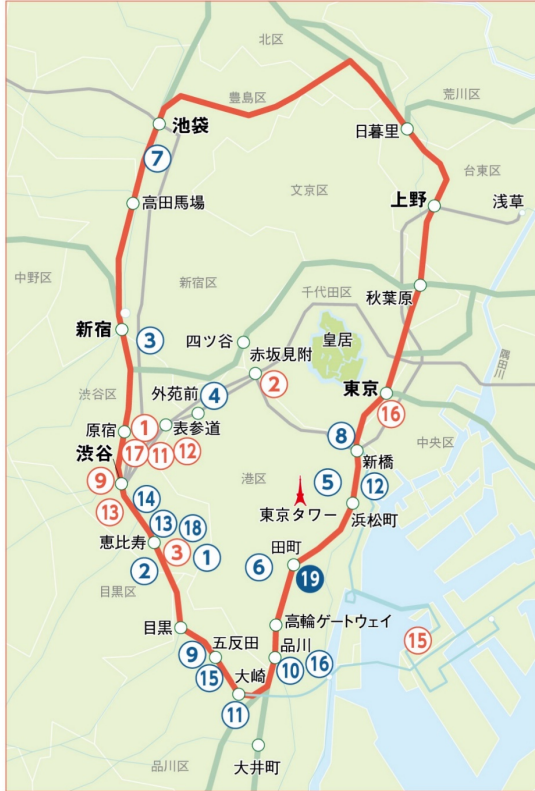 北区
豊島区
荒川区
池袋
日暮里
⑦
台東区
文京区
高田馬場
上野
浅草
中野区
新宿区
千代田区
秋葉原
新宿
③
四ツ谷
皇居
隅田川
赤坂見附
外苑前
④
②
東京
渋谷区
⑯
原宿
①
表参道
中央区
渋谷
⑰
⑪
⑫
⑧
新橋
⑨
港区
⑭
⑤
⑫
⑬
東京タワー
浜松町
⑬
⑱
恵比寿
③
①
田町
②
⑥
⑲
目黒区
高輪ゲートウェイ
目黒
五反田
品川
⑮
⑨
⑮
大崎
⑩
⑯
⑪
品川区
大井町